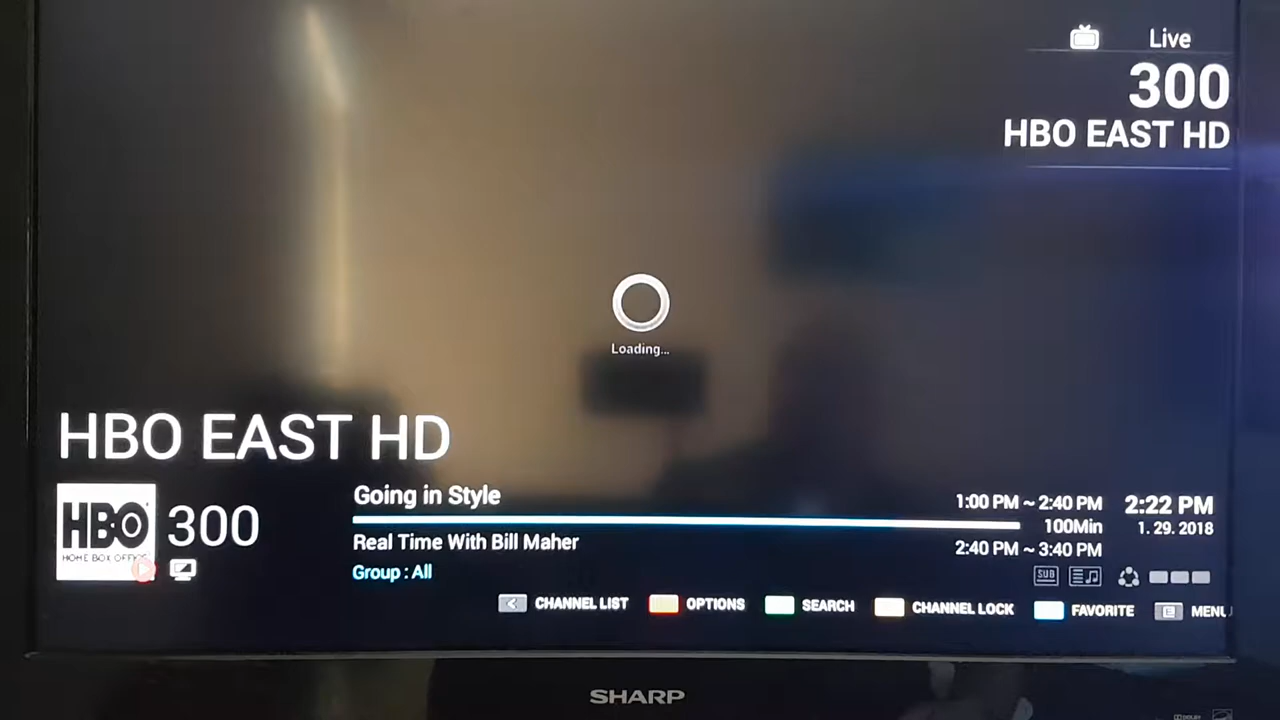 Live
300
HBO EAST HD
Loading...
HBO EAST HD
HBO
HOME BOX OFFICE
300
Going in Style
1:00 PM ~ 2:40 PM
2:22 PM
100Min
1. 29. 2018
Real Time With Bill Maher
2:40 PM ~ 3:40 PM
Group : All
SUB
CHANNEL LIST
OPTIONS
SEARCH
CHANNEL LOCK
FAVORITE
MENU
SHARP